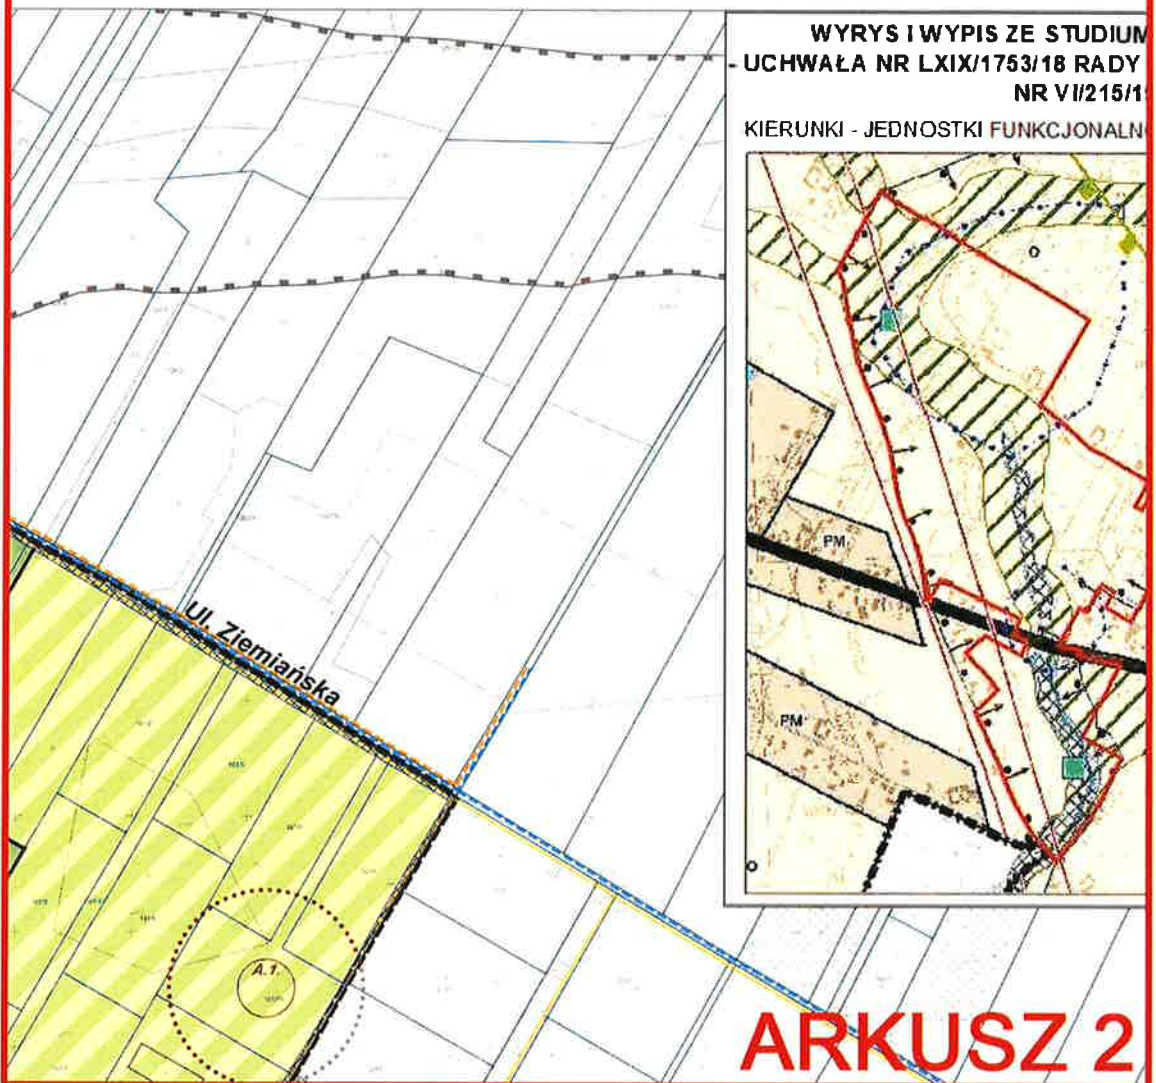 WYRYS I WYPIS ZE STUDIUM
- UCHWAŁA NR LXIX/1753/18 RADY
NR VI/215/1
KIERUNKI - JEDNOSTKI FUNKCJONALN
PM
PM
Ul. Ziemiańska
A.1.
ARKUSZ 2